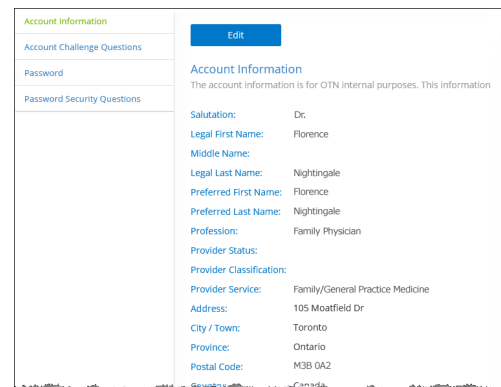 Account Information
Account Challenge Questions
Password
Password Security Questions
Edit
Account Information
The account information is for OTN internal purposes. This information
Salutation: Dr.
Legal First Name: Florence
Middle Name:
Legal Last Name: Nightingale
Preferred First Name: Florence
Preferred Last Name: Nightingale
Profession: Family Physician
Provider Status:
Provider Classification:
Provider Service: Family/General Practice Medicine
Address: 105 Moatfield Dr
City / Town: Toronto
Province: Ontario
Postal Code: M3B 0A2
Country: Canada